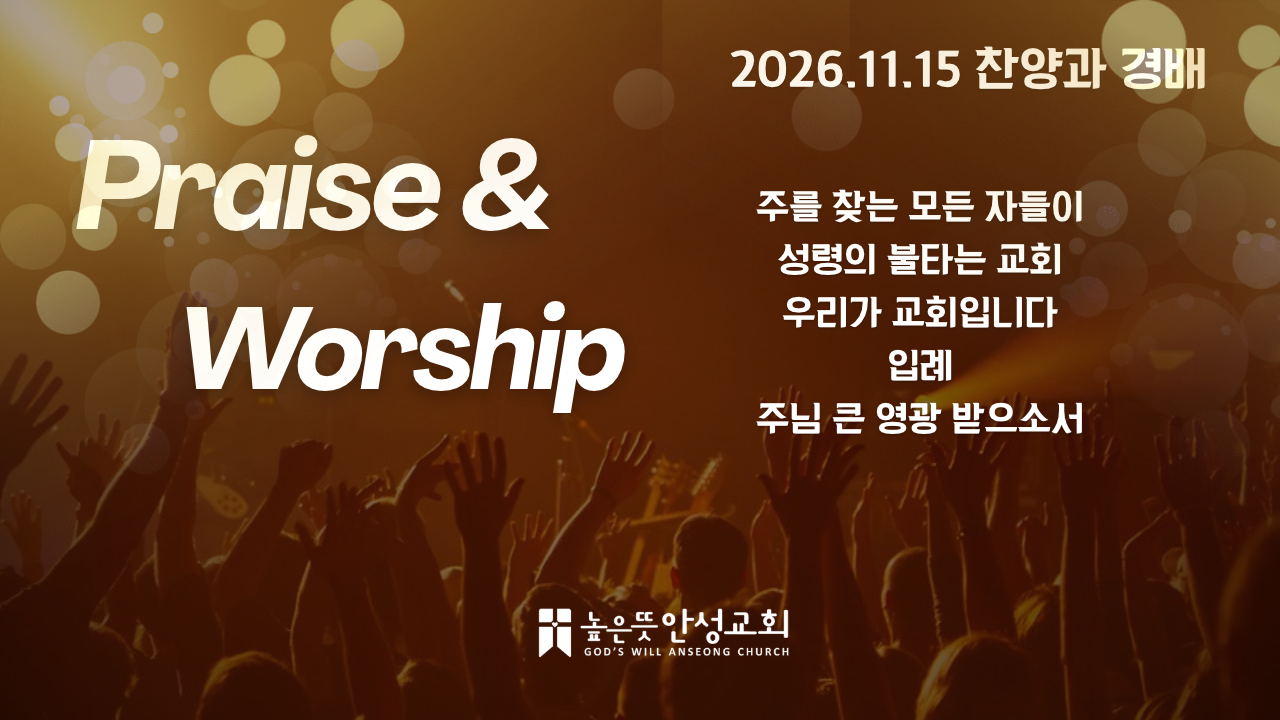 Praise &
Worship
2026.11.15 찬양과 경배
주를 찾는 모든 자들이
성령의 불타는 교회
우리가 교회입니다
입례
주님 큰 영광 받으소서
높은뜻안성교회
GOD'S WILL ANSEONG CHURCH